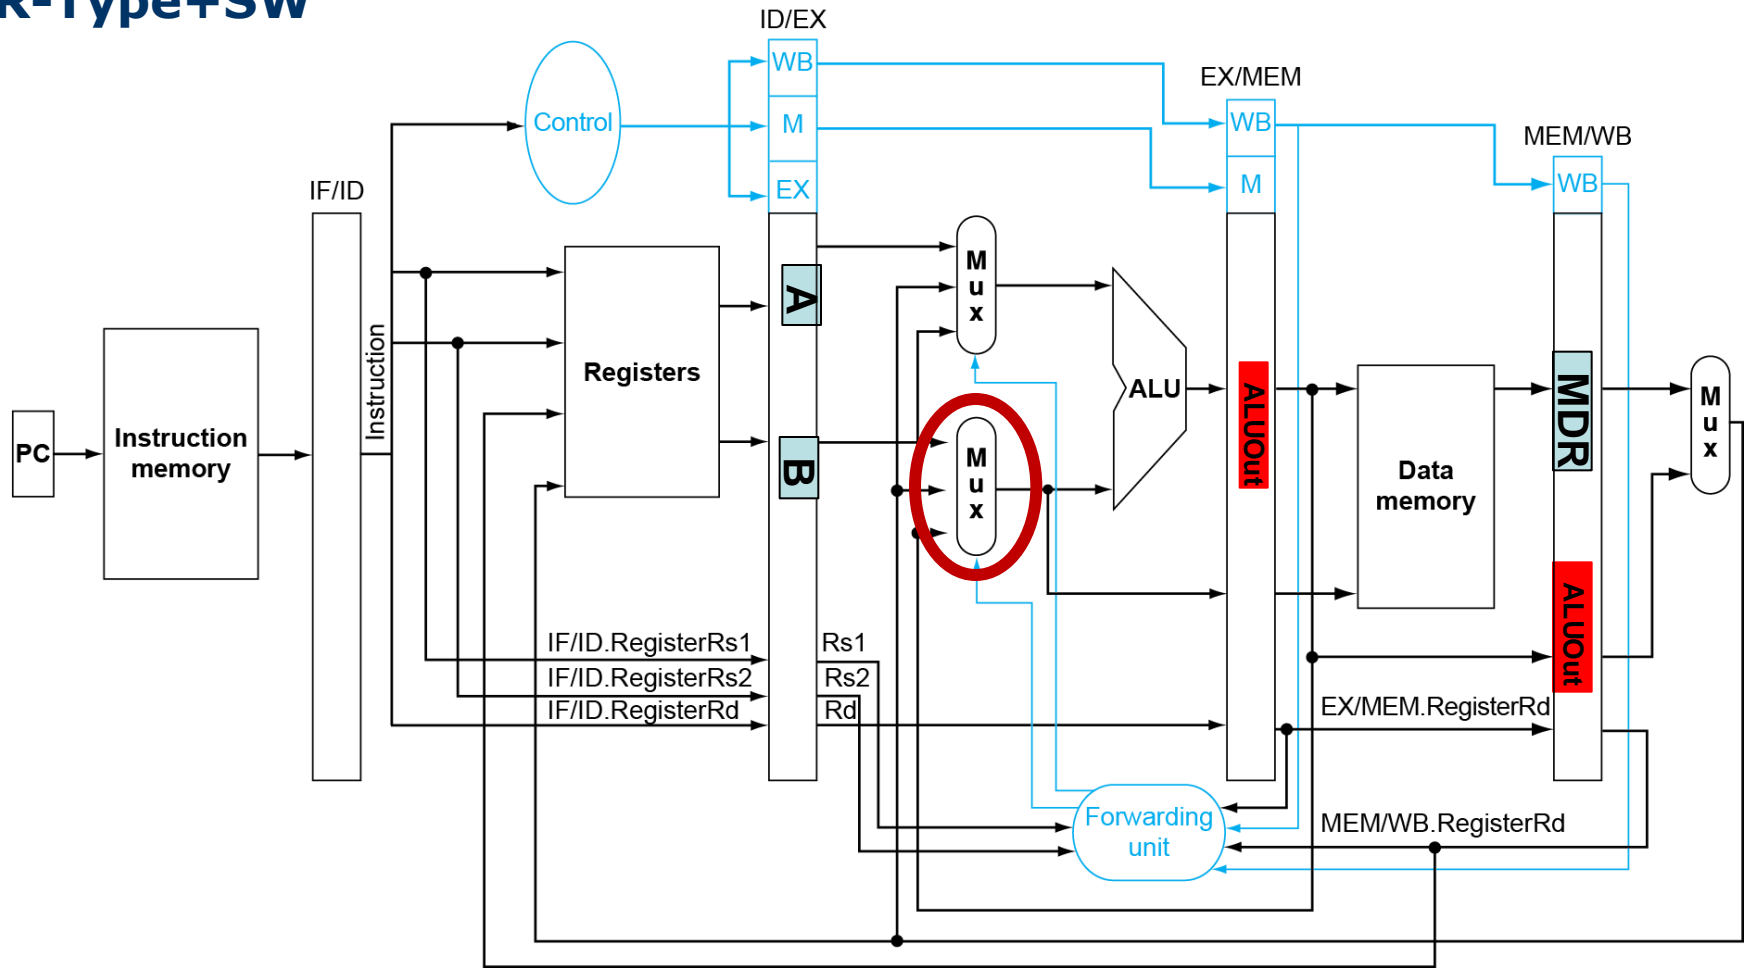 R-Type+SW
ID/EX
WB
M
EX
EX/MEM
WB
M
MEM/WB
WB
Control
IF/ID
Instruction
PC
Instruction
memory
Registers
A
B
M
u
x
M
u
x
ALU
ALUOut
Data
memory
MDR
ALUOut
M
u
x
IF/ID.RegisterRs1
IF/ID.RegisterRs2
IF/ID.RegisterRd
Rs1
Rs2
Rd
EX/MEM.RegisterRd
Forwarding
unit
MEM/WB.RegisterRd